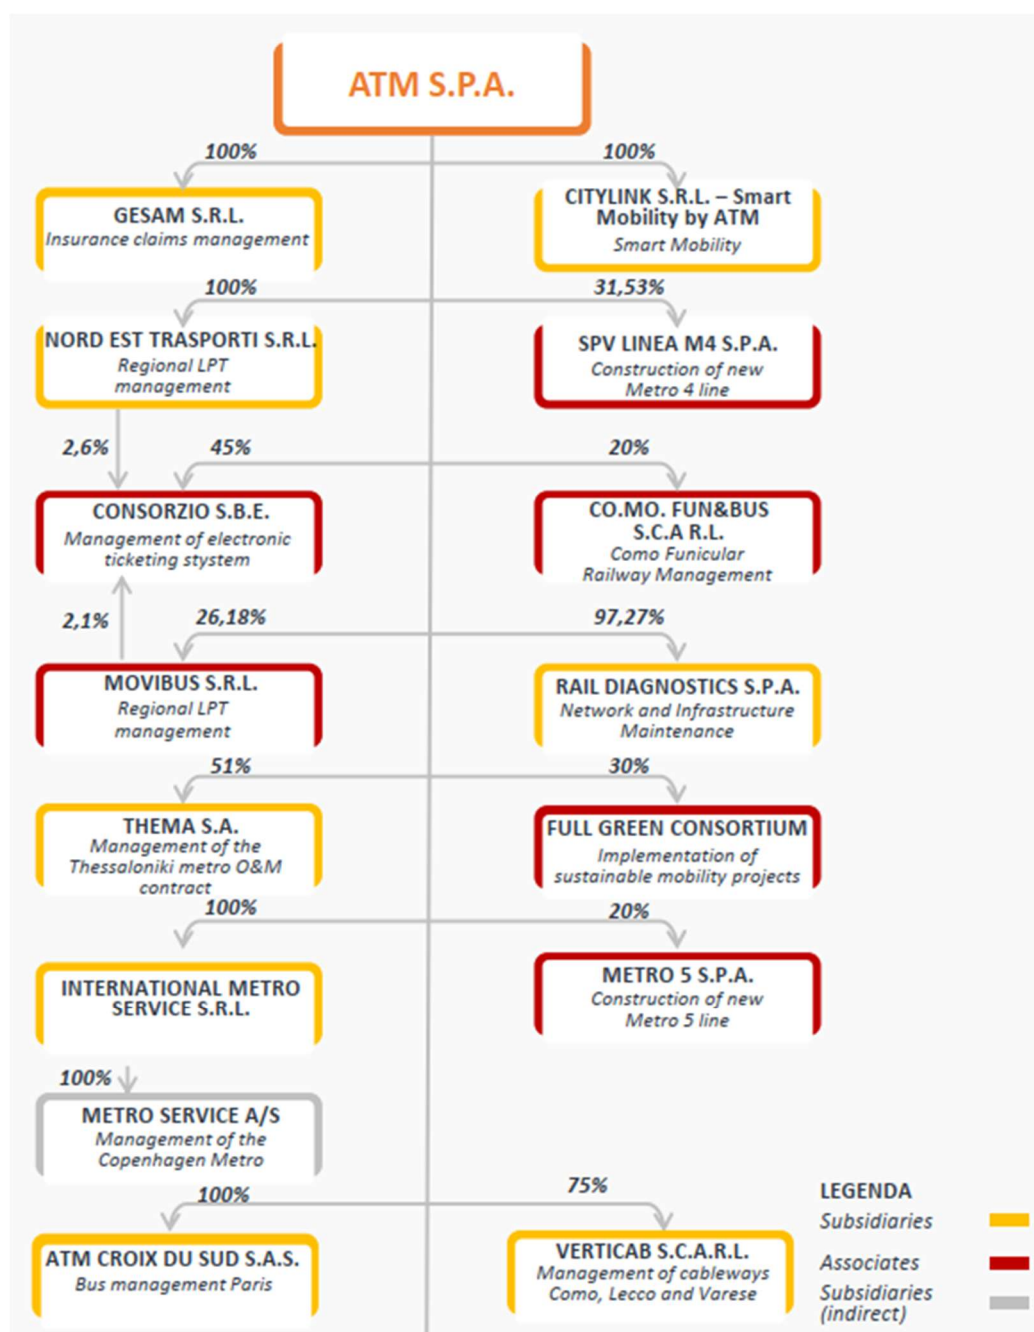 ATM S.P.A.
100%
100%
GESAM S.R.L.
Insurance claims management
CITYLINK S.R.L. – Smart
Mobility by ATM
Smart Mobility
100%
31,53%
NORD EST TRASPORTI S.R.L.
Regional LPT
management
SPV LINEA M4 S.P.A.
Construction of new
Metro 4 line
2,6%
45%
20%
CONSORZIO S.B.E.
Management of electronic
ticketing stystem
CO.MO. FUN&BUS
S.C.A R.L.
Como Funicular
Railway Management
2,1%
26,18%
97,27%
MOVIBUS S.R.L.
Regional LPT
management
RAIL DIAGNOSTICS S.P.A.
Network and Infrastructure
Maintenance
51%
30%
THEMA S.A.
Management of the
Thessaloniki metro O&M
contract
FULL GREEN CONSORTIUM
Implementation of
sustainable mobility projects
100%
20%
INTERNATIONAL METRO
SERVICE S.R.L.
METRO 5 S.P.A.
Construction of new
Metro 5 line
100%
METRO SERVICE A/S
Management of the
Copenhagen Metro
100%
75%
ATM CROIX DU SUD S.A.S.
Bus management Paris
VERTICAB S.C.A.R.L.
Management of cableways
Como, Lecco and Varese
LEGENDA
Subsidiaries
Associates
Subsidiaries
(indirect)